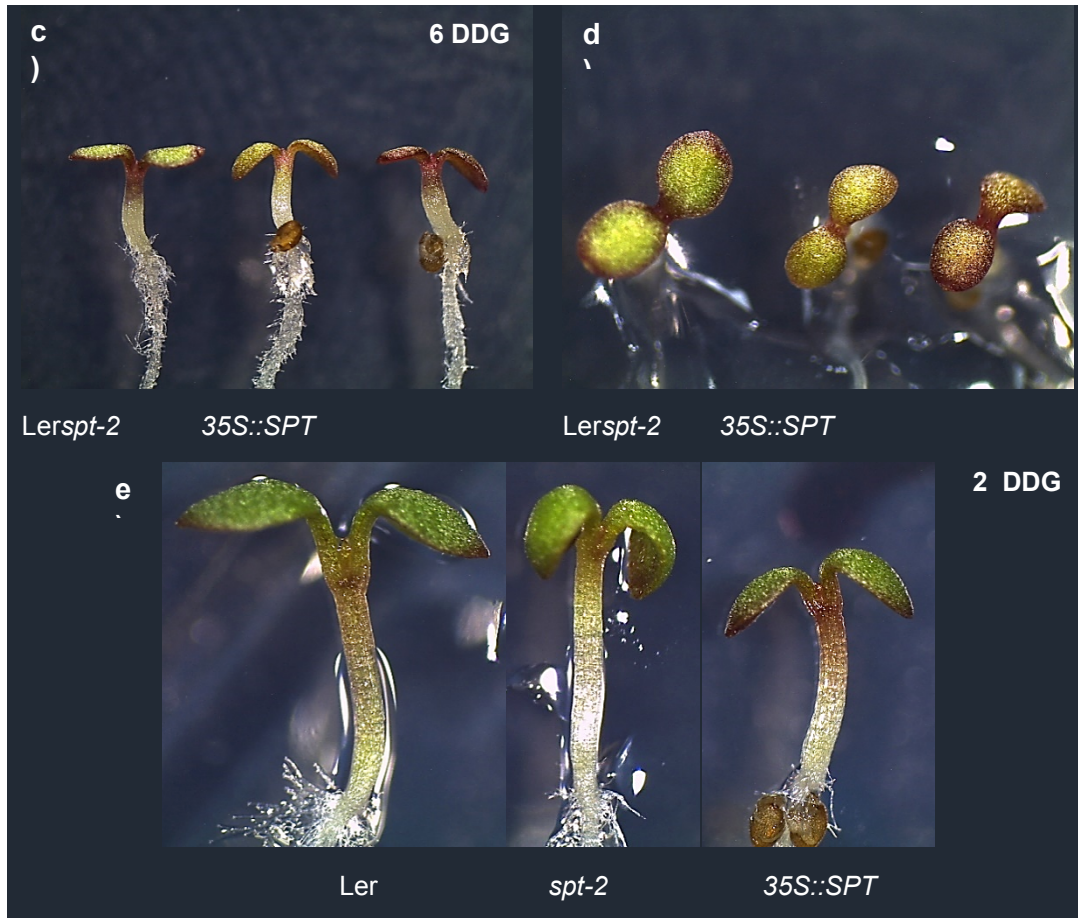 c
)
6 DDG
d
)
Lerspt-2 35S::SPT
Lerspt-2 35S::SPT
e
)
2 DDG
Ler spt-2 35S::SPT